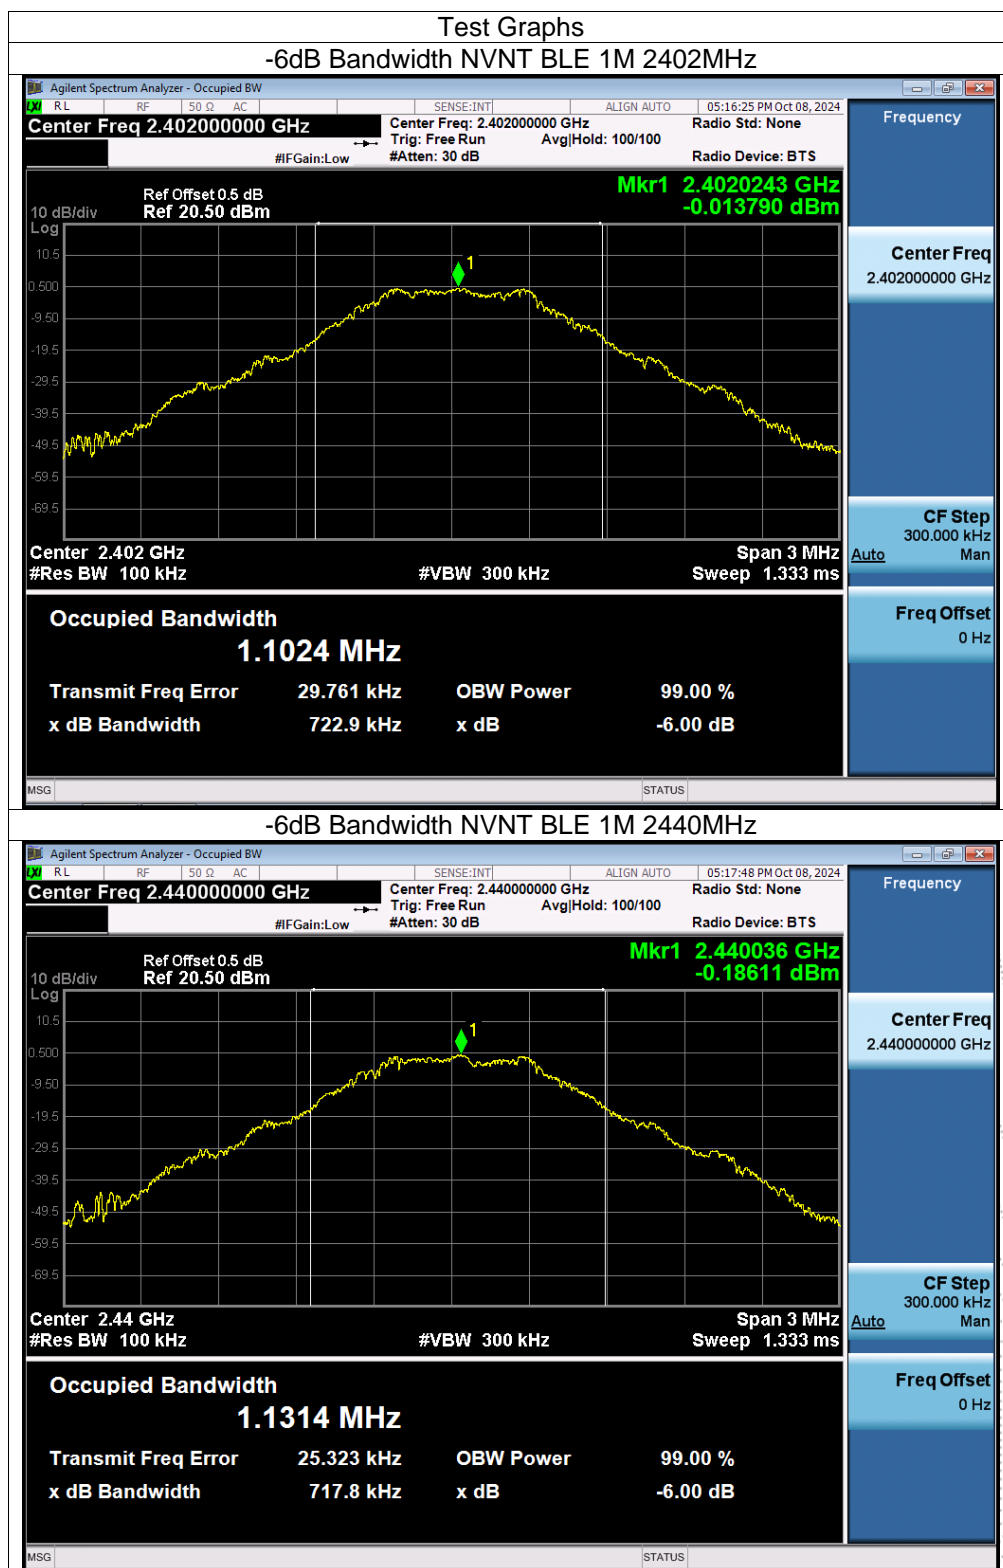 Test Graphs
-6dB Bandwidth NVNT BLE 1M 2402MHz
Agilent Spectrum Analyzer - Occupied BW
LXI RL RF 50 Ω AC SENSE:INT ALIGN AUTO 05:16:25 PM Oct 08, 2024
Center Freq 2.402000000 GHz
Center Freq: 2.402000000 GHz
Radio Std: None
Trig: Free Run Avg|Hold: 100/100
#IFGain:Low #Atten: 30 dB Radio Device: BTS
Frequency
Ref Offset 0.5 dB
10 dB/div Ref 20.50 dBm
Mkr1 2.4020243 GHz
-0.013790 dBm
Log
10.5
0.500
-9.50
-19.5
-29.5
-39.5
-49.5
-59.5
-69.5
1
Center 2.402 GHz Span 3 MHz
#Res BW 100 kHz #VBW 300 kHz Sweep 1.333 ms
Center Freq
2.402000000 GHz
CF Step
300.000 kHz
Auto Man
Freq Offset
0 Hz
Occupied Bandwidth
1.1024 MHz
Transmit Freq Error 29.761 kHz OBW Power 99.00 %
x dB Bandwidth 722.9 kHz x dB -6.00 dB
MSG STATUS
-6dB Bandwidth NVNT BLE 1M 2440MHz
Agilent Spectrum Analyzer - Occupied BW
LXI RL RF 50 Ω AC SENSE:INT ALIGN AUTO 05:17:48 PM Oct 08, 2024
Center Freq 2.440000000 GHz
Center Freq: 2.440000000 GHz
Radio Std: None
Trig: Free Run Avg|Hold: 100/100
#IFGain:Low #Atten: 30 dB Radio Device: BTS
Frequency
Ref Offset 0.5 dB
10 dB/div Ref 20.50 dBm
Mkr1 2.440036 GHz
-0.18611 dBm
Log
10.5
0.500
-9.50
-19.5
-29.5
-39.5
-49.5
-59.5
-69.5
1
Center 2.44 GHz Span 3 MHz
#Res BW 100 kHz #VBW 300 kHz Sweep 1.333 ms
Center Freq
2.440000000 GHz
CF Step
300.000 kHz
Auto Man
Freq Offset
0 Hz
Occupied Bandwidth
1.1314 MHz
Transmit Freq Error 25.323 kHz OBW Power 99.00 %
x dB Bandwidth 717.8 kHz x dB -6.00 dB
MSG STATUS